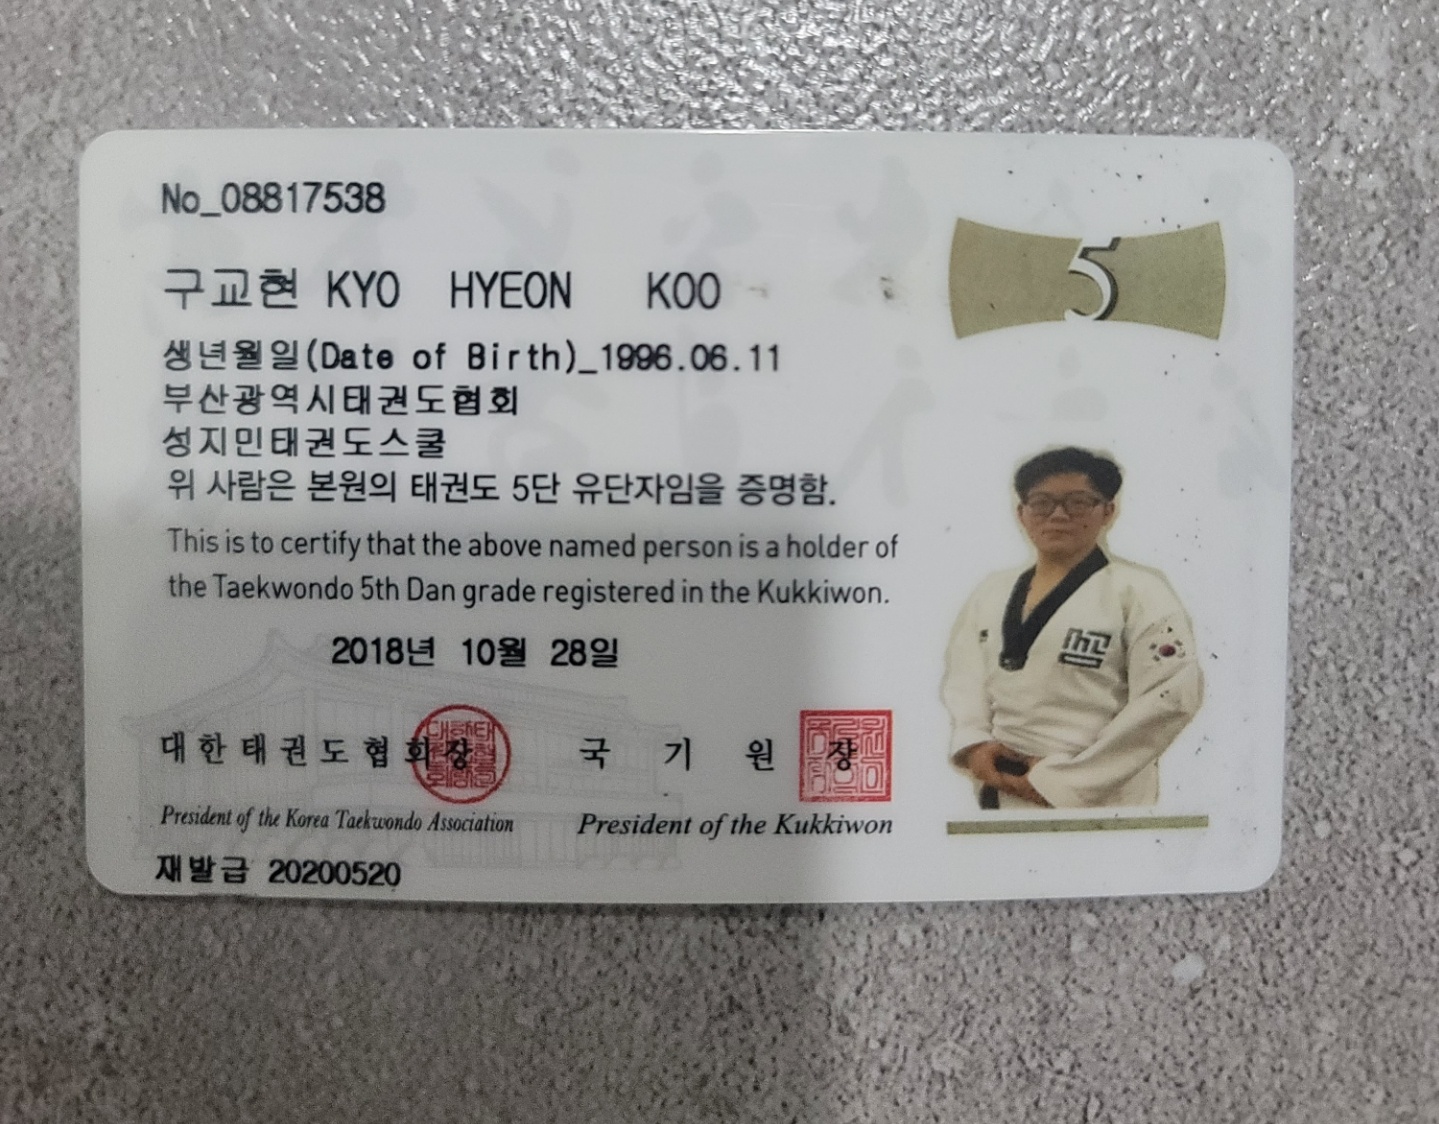 No_08817538
5
구교현 KYO HYEON KOO
생년월일(Date of Birth)_1996.06.11
부산광역시태권도협회
성지민태권도스쿨
위 사람은 본원의 태권도 5단 유단자임을 증명함.
This is to certify that the above named person is a holder of
the Taekwondo 5th Dan grade registered in the Kukkiwon.
2018년 10월 28일
대한태권도협회장 국기원장
President of the Korea Taekwondo Association President of the Kukkiwon
재발급 20200520